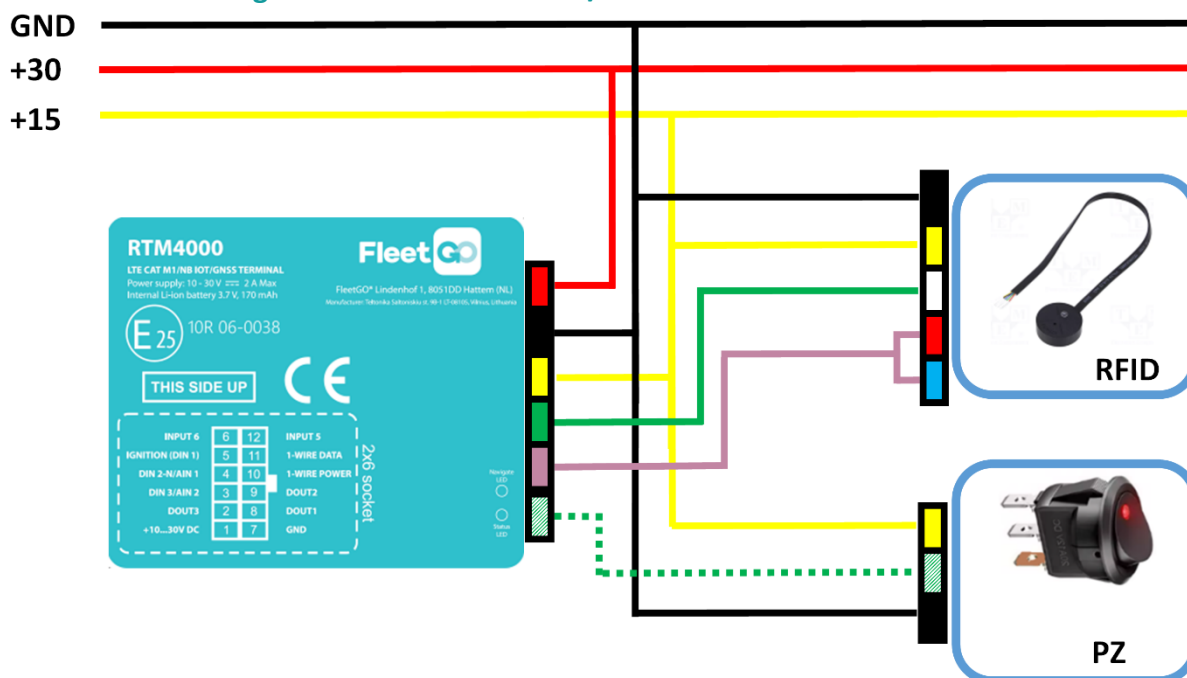 GND
+30
+15
RTM4000
LTE CAT M1/NB IOT/GNSS TERMINAL
Power supply: 10 - 30 V ⎓ 2 A Max
Internal Li-ion battery 3.7 V, 170 mAh
FleetGO
FleetGO® Lindenhof 1, 8051DD Hattem (NL)
E 25
10R 06-0038
THIS SIDE UP
CE
INPUT 6 6 12 INPUT 5
IGNITION (DIN 1) 5 11 1-WIRE DATA
DIN 2-N/AIN 1 4 10 1-WIRE POWER
DIN 3/AIN 2 3 9 DOUT2
DOUT3 2 8 DOUT1
+10...30V DC 1 7 GND
2x6 socket
Navigate
LED
Status
LED
RFID
PZ